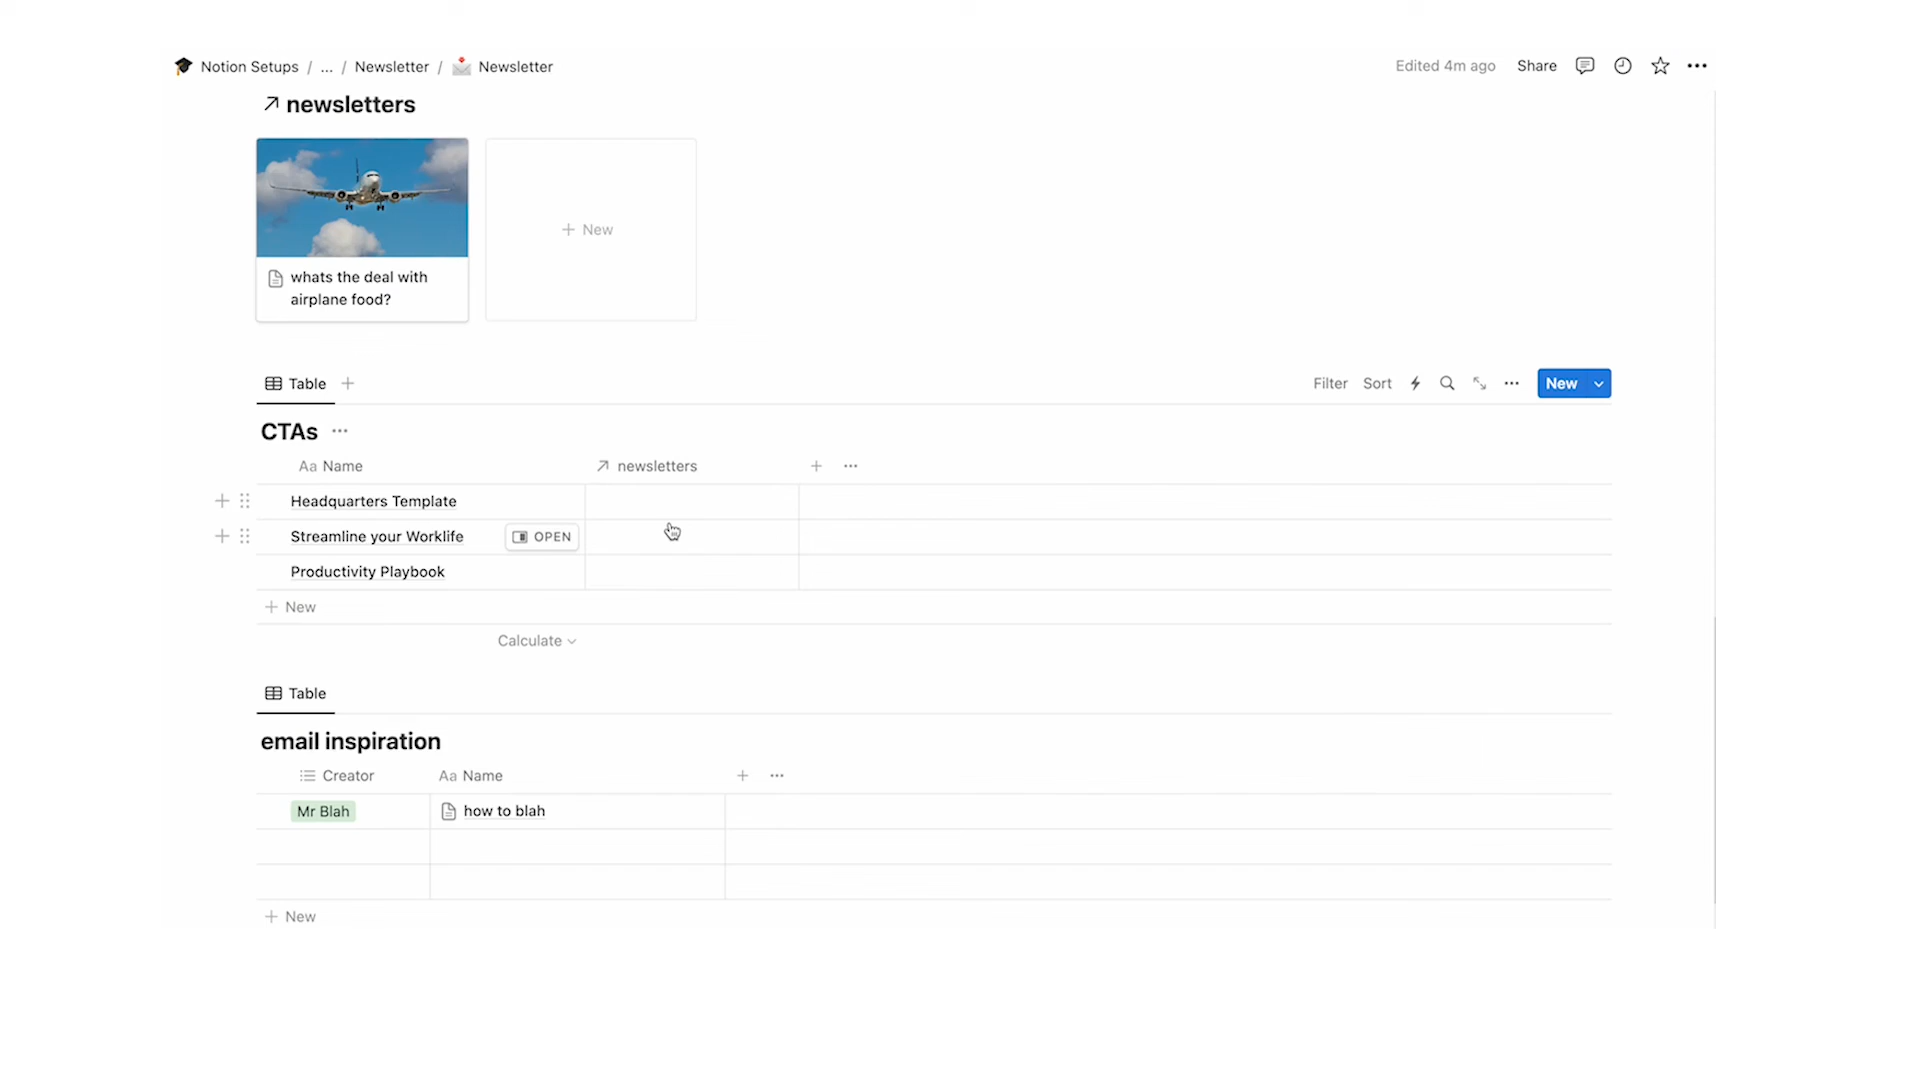 Notion Setups / ... / Newsletter / Newsletter
Edited 4m ago Share
newsletters
+ New
whats the deal with
airplane food?
Table +
Filter Sort New
CTAs
Aa Name newsletters +
Headquarters Template
Streamline your Worklife OPEN
Productivity Playbook
+ New
Calculate
Table
email inspiration
Creator Aa Name +
Mr Blah how to blah
+ New